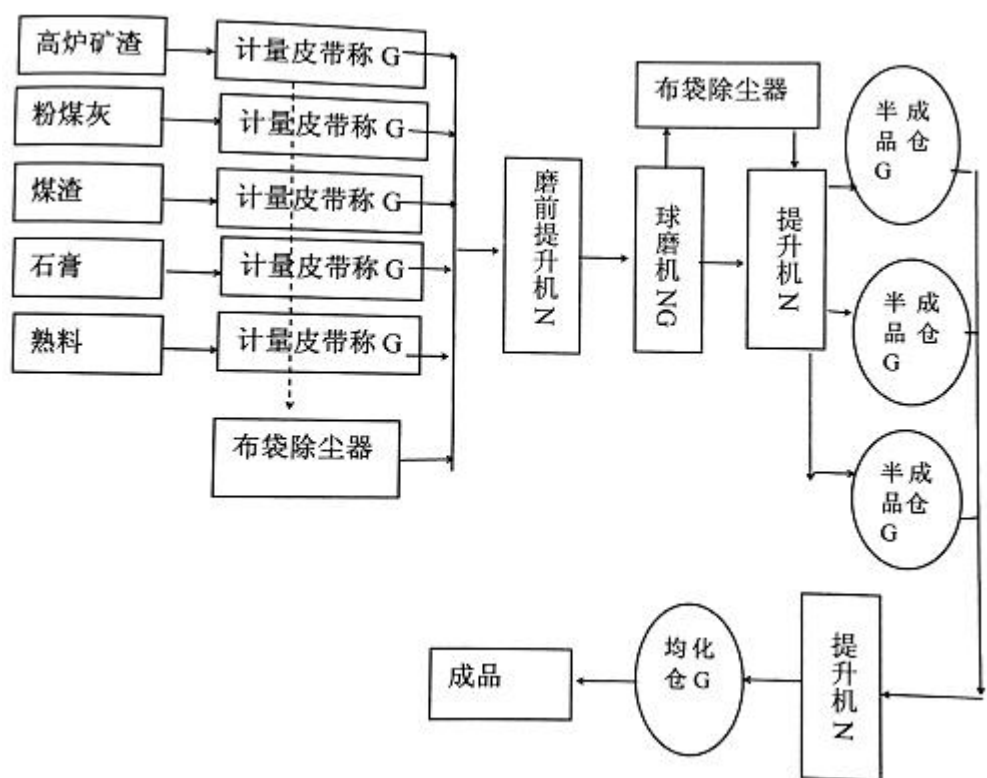 高炉矿渣
计量皮带称 G
粉煤灰
计量皮带称 G
煤渣
计量皮带称 G
石膏
计量皮带称 G
熟料
计量皮带称 G
布袋除尘器
磨前提升机 N
布袋除尘器
球磨机 NG
提升机 N
半 成
品 仓
G
半 成
品 仓
G
半 成
品 仓
G
提升机 N
均 化
仓 G
成品